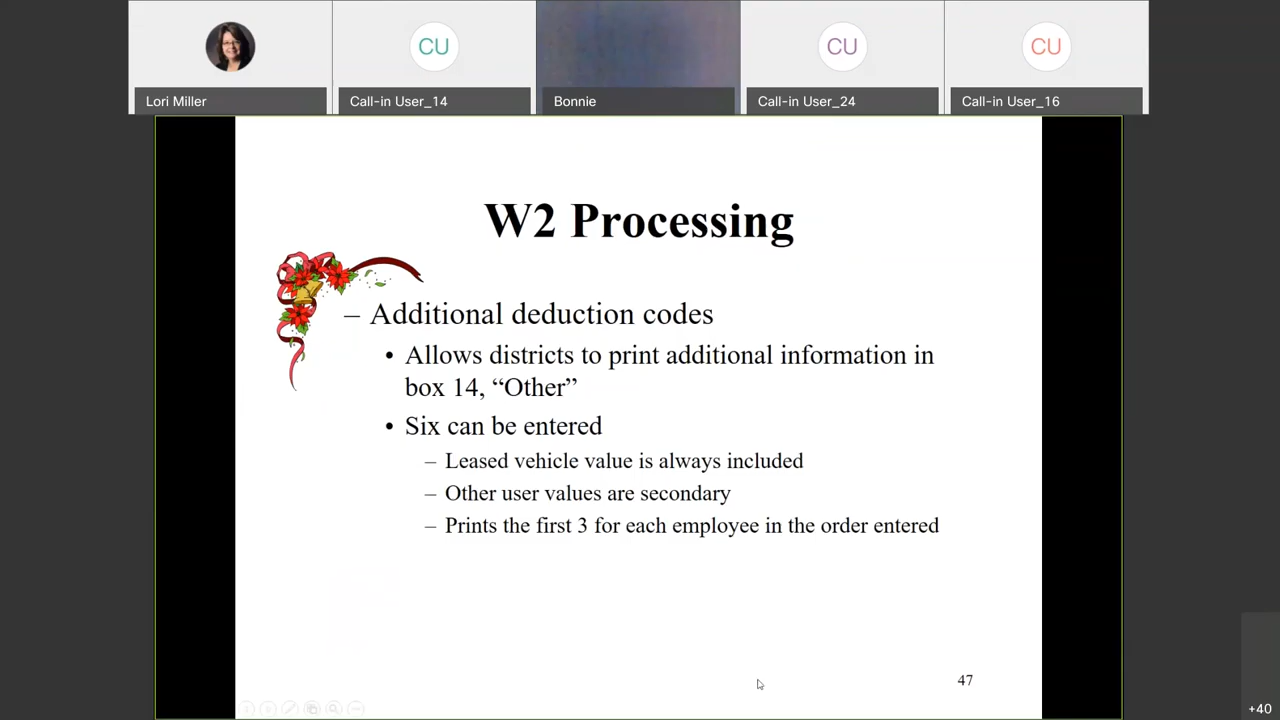 CU
CU
CU
Lori Miller
Call-in User_14
Bonnie
Call-in User_24
Call-in User_16
W2 Processing
– Additional deduction codes
• Allows districts to print additional information in
box 14, “Other”
• Six can be entered
– Leased vehicle value is always included
– Other user values are secondary
– Prints the first 3 for each employee in the order entered
47
+40